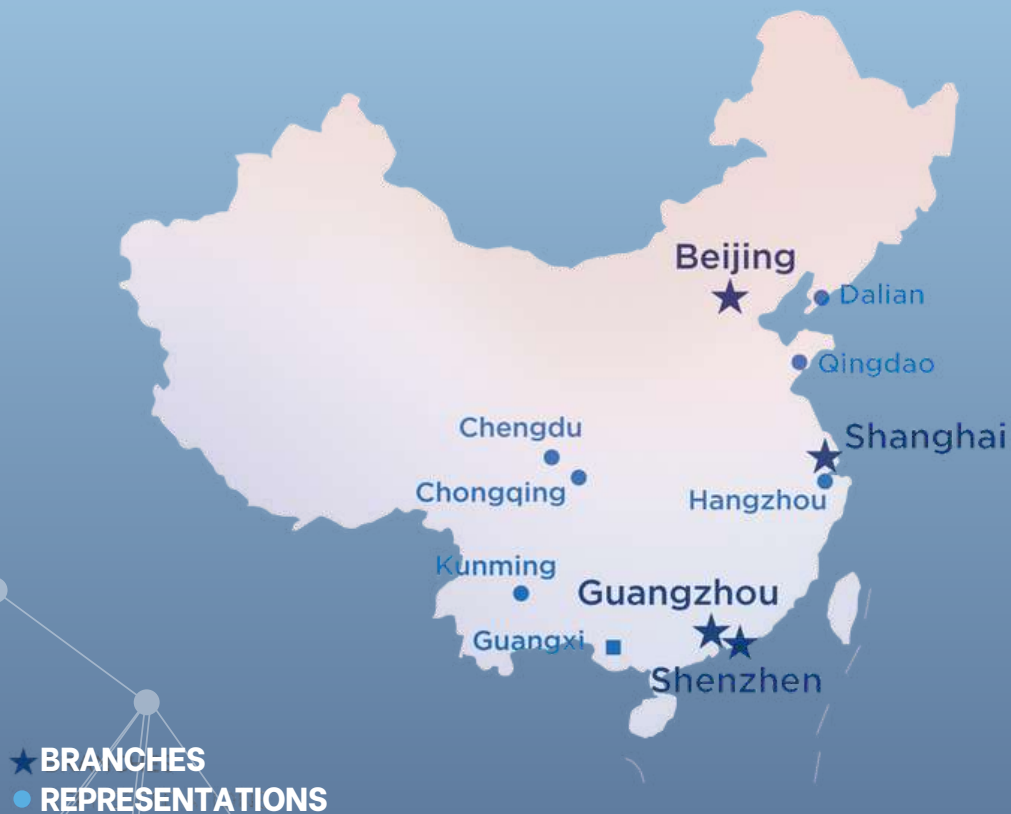 Beijing
Dalian
Qingdao
Chengdu
Shanghai
Chongqing
Hangzhou
Kunming
Guangzhou
Guangxi
Shenzhen
BRANCHES
REPRESENTATIONS